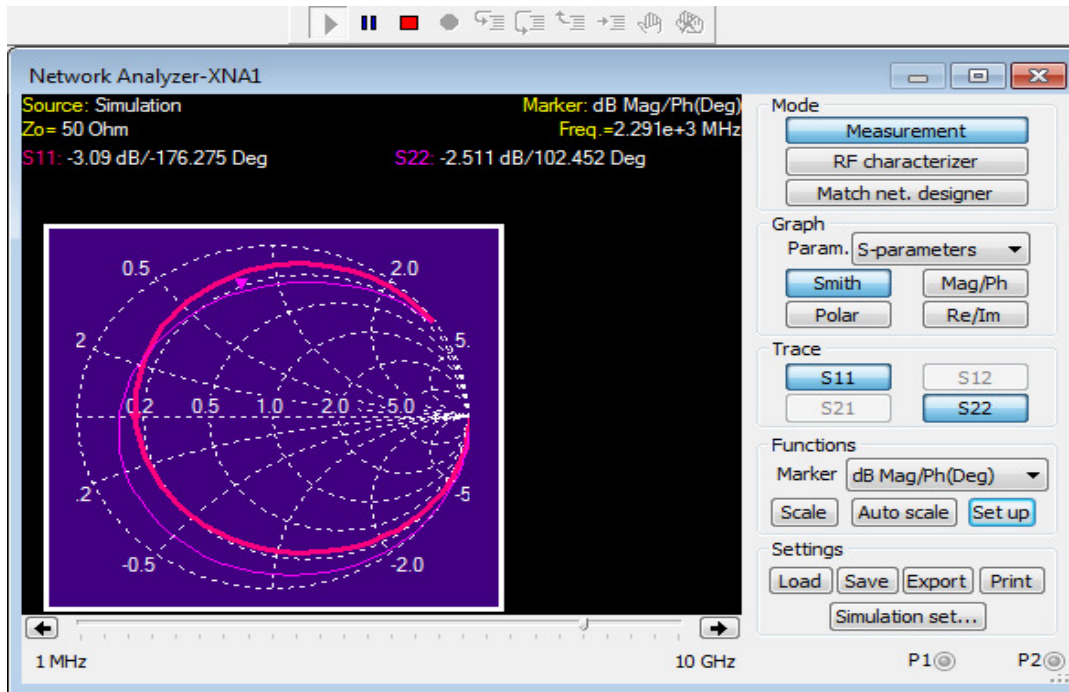 Network Analyzer-XNA1
Source: Simulation Marker: dB Mag/Ph(Deg)
Zo= 50 Ohm Freq.=2.291e+3 MHz
S11: -3.09 dB/-176.275 Deg S22: -2.511 dB/102.452 Deg
0.5 2.0
.2 5.
0.2 0.5 1.0 2.0 5.0
.2 -5
-0.5 -2.0
1 MHz 10 GHz
Mode
Measurement
RF characterizer
Match net. designer
Graph
Param. S-parameters
Smith Mag/Ph
Polar Re/Im
Trace
S11 S12
S21 S22
Functions
Marker dB Mag/Ph(Deg)
Scale Auto scale Set up
Settings
Load Save Export Print
Simulation set...
P1 P2